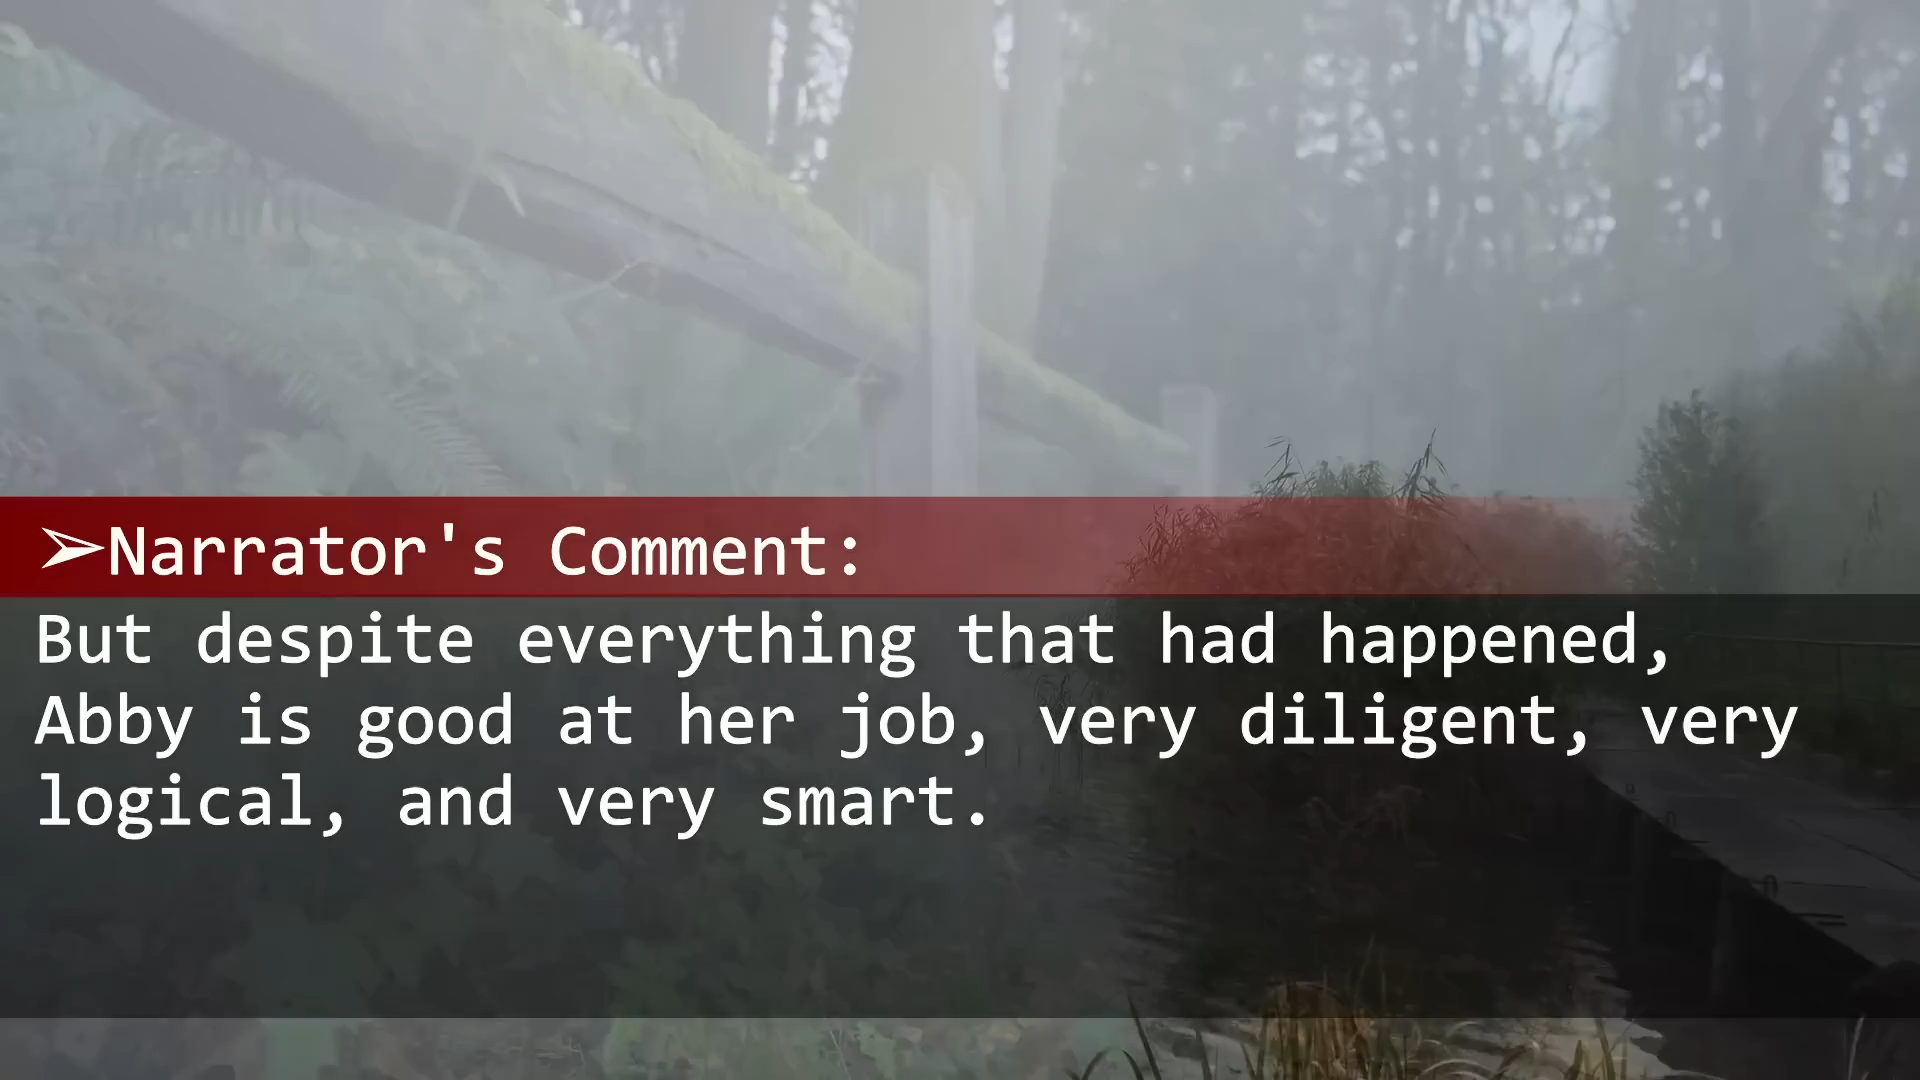 ➢Narrator's Comment:
But despite everything that had happened,
Abby is good at her job, very diligent, very
logical, and very smart.